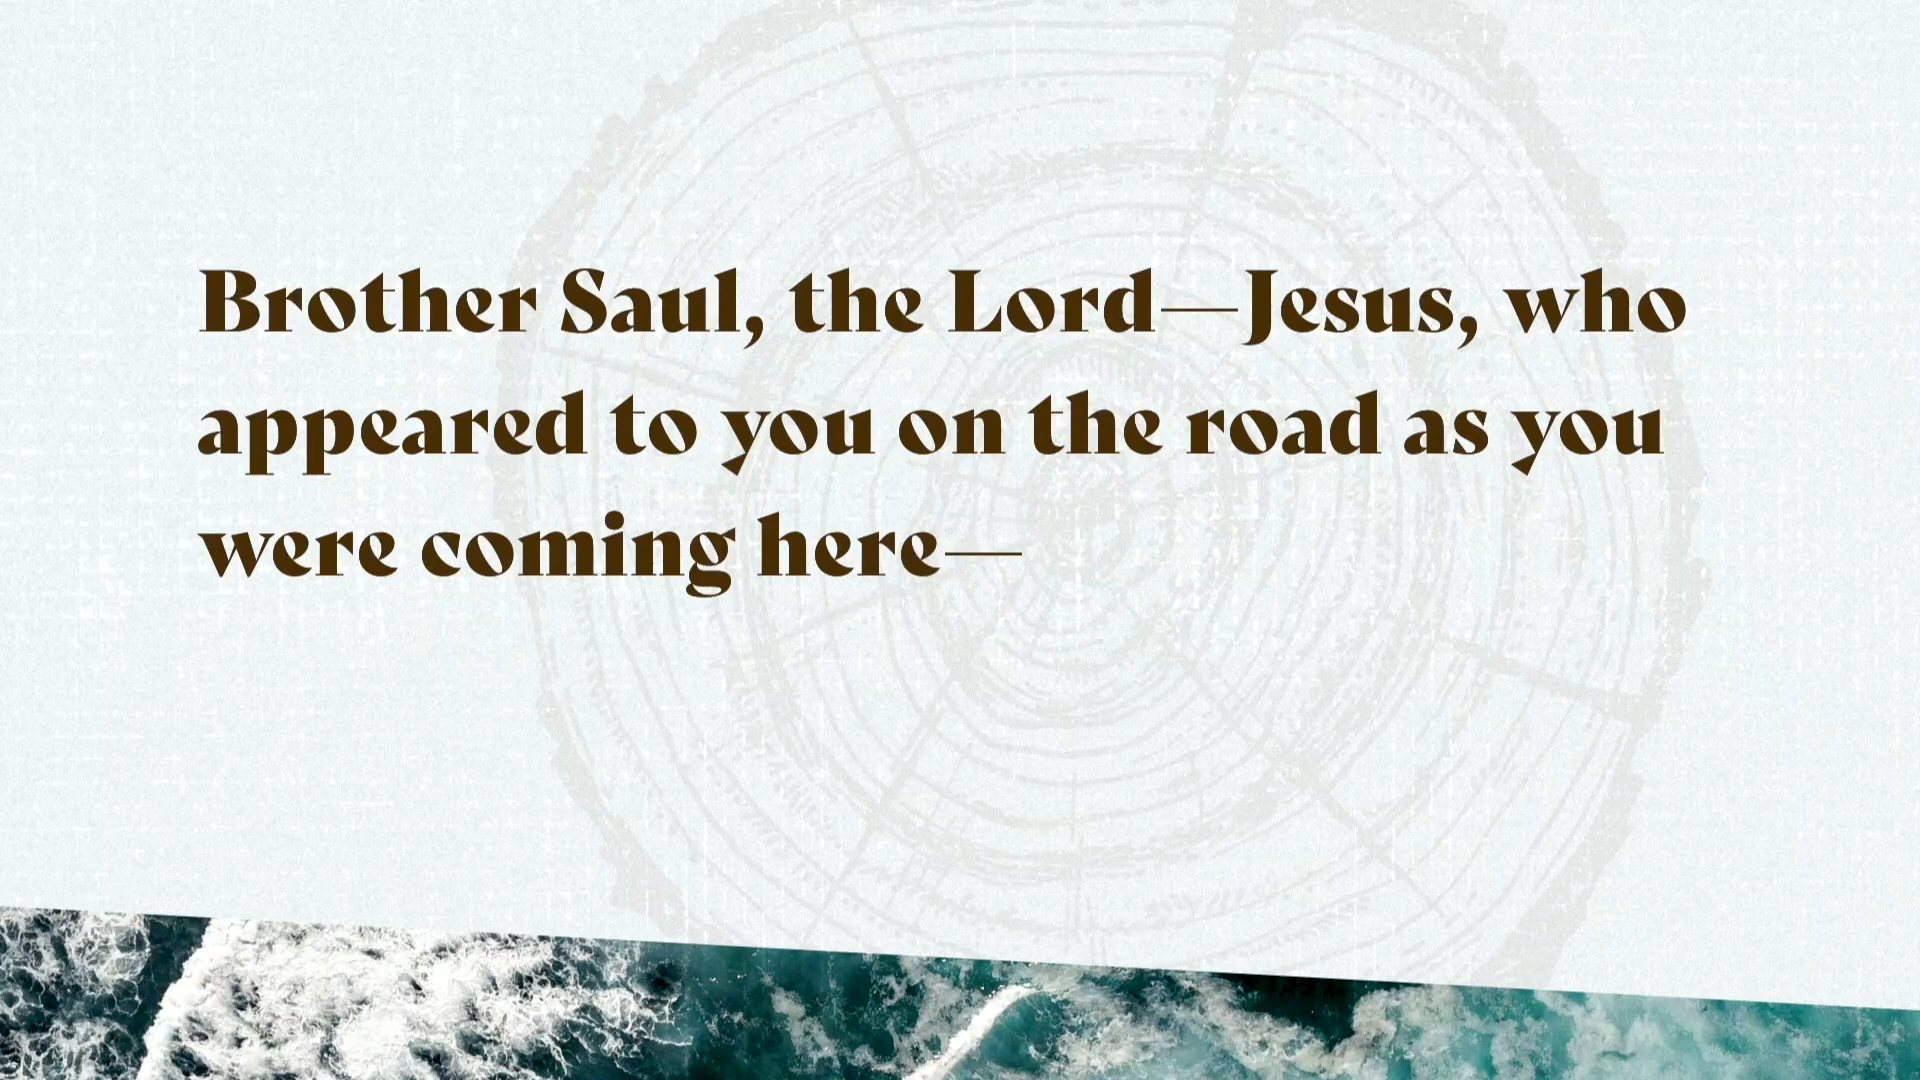 Brother Saul, the Lord—Jesus, who
appeared to you on the road as you
were coming here—